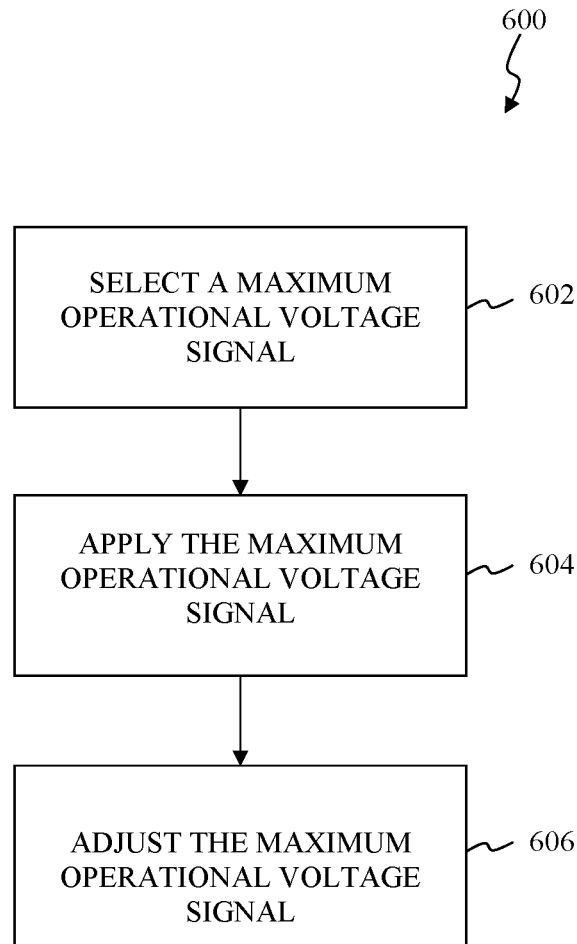 600
SELECT A MAXIMUM
OPERATIONAL VOLTAGE
SIGNAL
602
APPLY THE MAXIMUM
OPERATIONAL VOLTAGE
SIGNAL
604
ADJUST THE MAXIMUM
OPERATIONAL VOLTAGE
SIGNAL
606